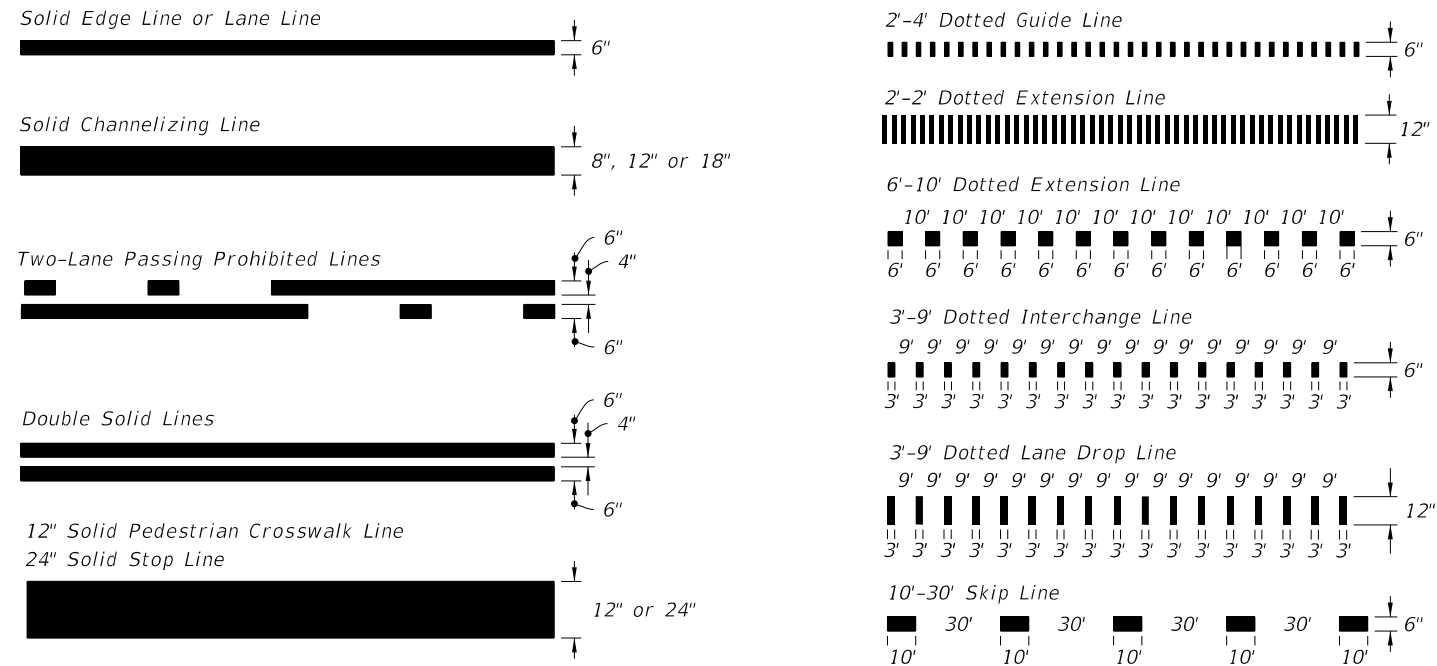 Solid Edge Line or Lane Line
6"
Solid Channelizing Line
8", 12" or 18"
Two-Lane Passing Prohibited Lines
6"
4"
6"
Double Solid Lines
6"
4"
6"
12" Solid Pedestrian Crosswalk Line
24" Solid Stop Line
12" or 24"
2'-4' Dotted Guide Line
6"
2'-2' Dotted Extension Line
12"
6'-10' Dotted Extension Line
10' 10' 10' 10' 10' 10' 10' 10' 10' 10' 10' 10'
6"
6' 6' 6' 6' 6' 6' 6' 6' 6' 6' 6' 6' 6'
3'-9' Dotted Interchange Line
9' 9' 9' 9' 9' 9' 9' 9' 9' 9' 9' 9' 9' 9' 9' 9'
6"
3' 3' 3' 3' 3' 3' 3' 3' 3' 3' 3' 3' 3' 3' 3' 3' 3'
3'-9' Dotted Lane Drop Line
9' 9' 9' 9' 9' 9' 9' 9' 9' 9' 9' 9' 9' 9' 9' 9'
12"
3' 3' 3' 3' 3' 3' 3' 3' 3' 3' 3' 3' 3' 3' 3' 3' 3'
10'-30' Skip Line
30' 30' 30' 30'
6"
10' 10' 10' 10' 10'